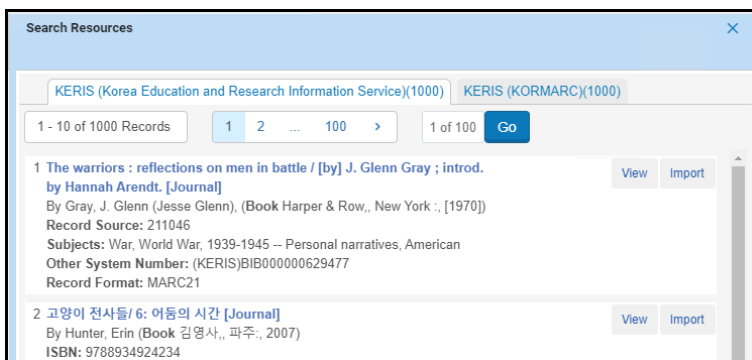 Search Resources
KERIS (Korea Education and Research Information Service)(1000) KERIS (KORMARC)(1000)
1 - 10 of 1000 Records 1 2 ... 100 > 1 of 100 Go
1 The warriors : reflections on men in battle / [by] J. Glenn Gray ; introd. View Import
by Hannah Arendt. [Journal]
By Gray, J. Glenn (Jesse Glenn), (Book Harper & Row,, New York :, [1970])
Record Source: 211046
Subjects: War, World War, 1939-1945 -- Personal narratives, American
Other System Number: (KERIS)BIB000000629477
Record Format: MARC21
2 고양이 전사들/ 6: 어둠의 시간 [Journal] View Import
By Hunter, Erin (Book 김영사,, 파주:, 2007)
ISBN: 9788934924234